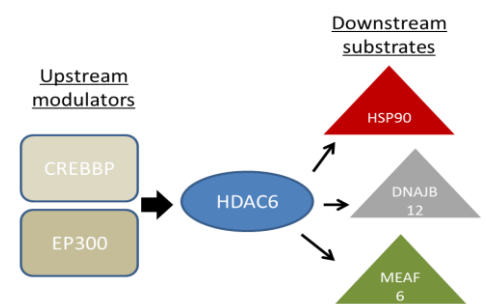 Downstream
substrates
Upstream
modulators
HSP90
CREBBP
DNAJB
12
HDAC6
EP300
MEAF
6